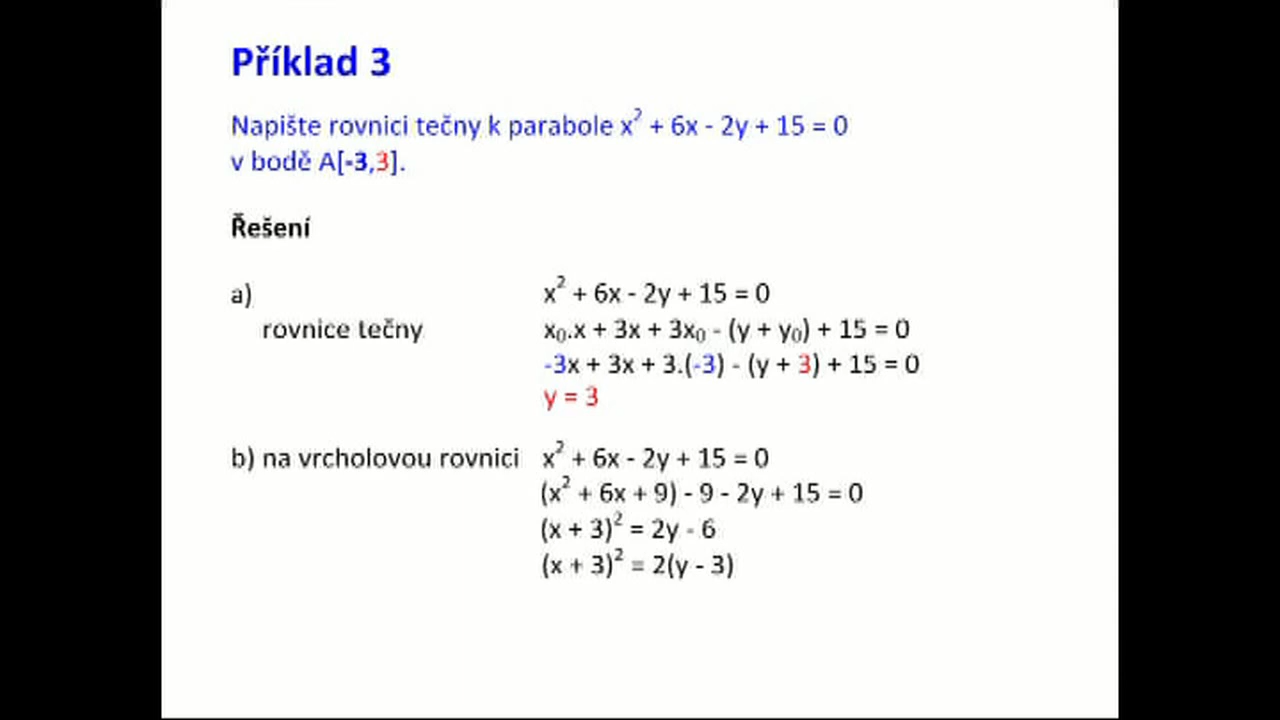 Příklad 3
Napište rovnici tečny k parabole x² + 6x - 2y + 15 = 0
v bodě A[-3,3].
Řešení
a) x² + 6x - 2y + 15 = 0
rovnice tečny x₀.x + 3x + 3x₀ - (y + y₀) + 15 = 0
-3x + 3x + 3.(-3) - (y + 3) + 15 = 0
y = 3
b) na vrcholovou rovnici x² + 6x - 2y + 15 = 0
(x² + 6x + 9) - 9 - 2y + 15 = 0
(x + 3)² = 2y - 6
(x + 3)² = 2(y - 3)